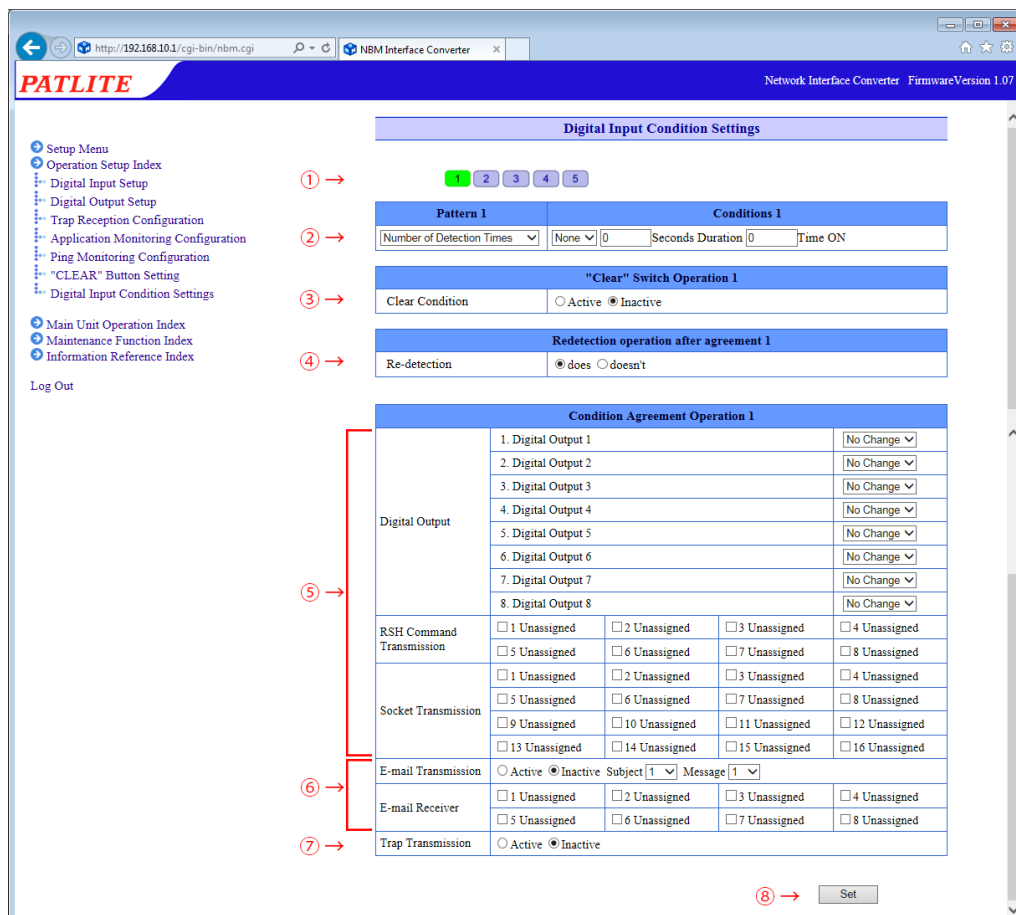 http://192.168.10.1/cgi-bin/nbm.cgi
NBM Interface Converter
PATLITE
Network Interface Converter FirmwareVersion 1.07
Setup Menu
Operation Setup Index
Digital Input Setup
Digital Output Setup
Trap Reception Configuration
Application Monitoring Configuration
Ping Monitoring Configuration
"CLEAR" Button Setting
Digital Input Condition Settings
Main Unit Operation Index
Maintenance Function Index
Information Reference Index
Log Out
Digital Input Condition Settings
① → 1 2 3 4 5
Pattern 1 Conditions 1
② → Number of Detection Times None 0 Seconds Duration 0 Time ON
"Clear" Switch Operation 1
③ → Clear Condition Active Inactive
Redetection operation after agreement 1
④ → Re-detection does doesn't
Condition Agreement Operation 1
⑤ →
Digital Output
1. Digital Output 1 No Change
2. Digital Output 2 No Change
3. Digital Output 3 No Change
4. Digital Output 4 No Change
5. Digital Output 5 No Change
6. Digital Output 6 No Change
7. Digital Output 7 No Change
8. Digital Output 8 No Change
RSH Command
Transmission
1 Unassigned 2 Unassigned 3 Unassigned 4 Unassigned
5 Unassigned 6 Unassigned 7 Unassigned 8 Unassigned
Socket Transmission
1 Unassigned 2 Unassigned 3 Unassigned 4 Unassigned
5 Unassigned 6 Unassigned 7 Unassigned 8 Unassigned
9 Unassigned 10 Unassigned 11 Unassigned 12 Unassigned
13 Unassigned 14 Unassigned 15 Unassigned 16 Unassigned
⑥ →
E-mail Transmission Active Inactive Subject 1 Message 1
E-mail Receiver
1 Unassigned 2 Unassigned 3 Unassigned 4 Unassigned
5 Unassigned 6 Unassigned 7 Unassigned 8 Unassigned
⑦ → Trap Transmission Active Inactive
⑧ → Set